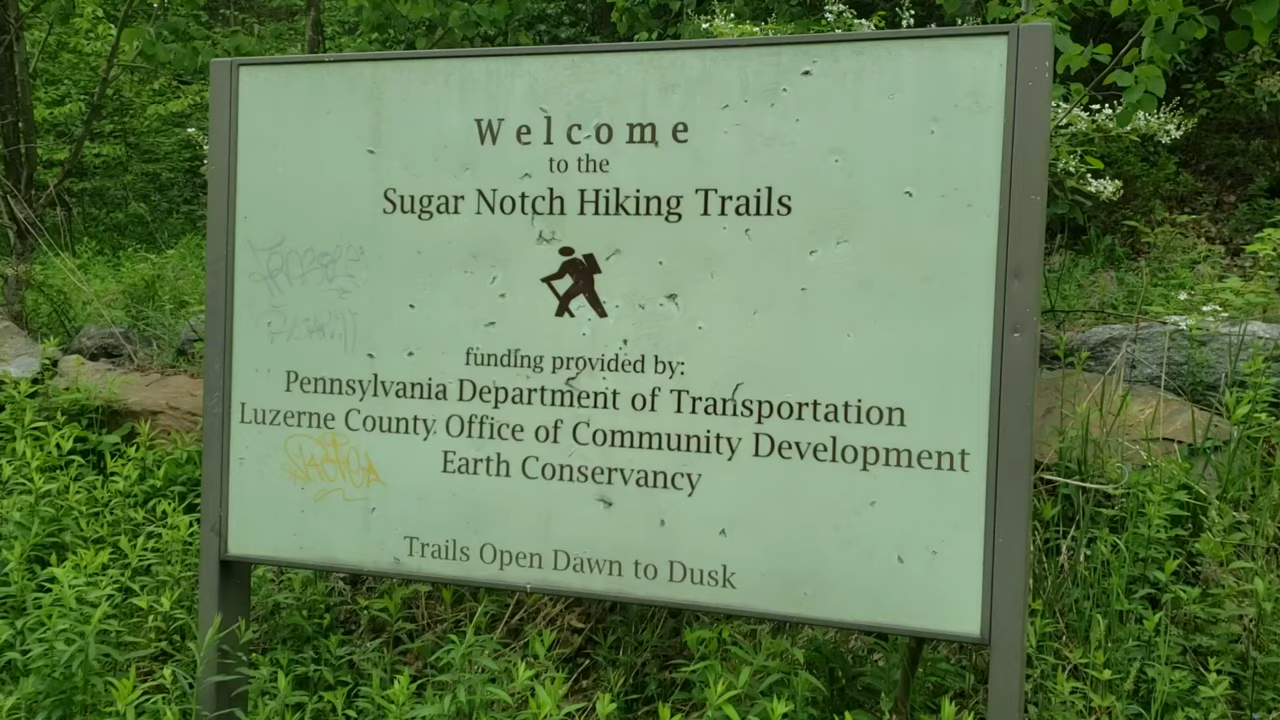 Welcome
to the
Sugar Notch Hiking Trails
funding provided by:
Pennsylvania Department of Transportation
Luzerne County Office of Community Development
Earth Conservancy
Trails Open Dawn to Dusk